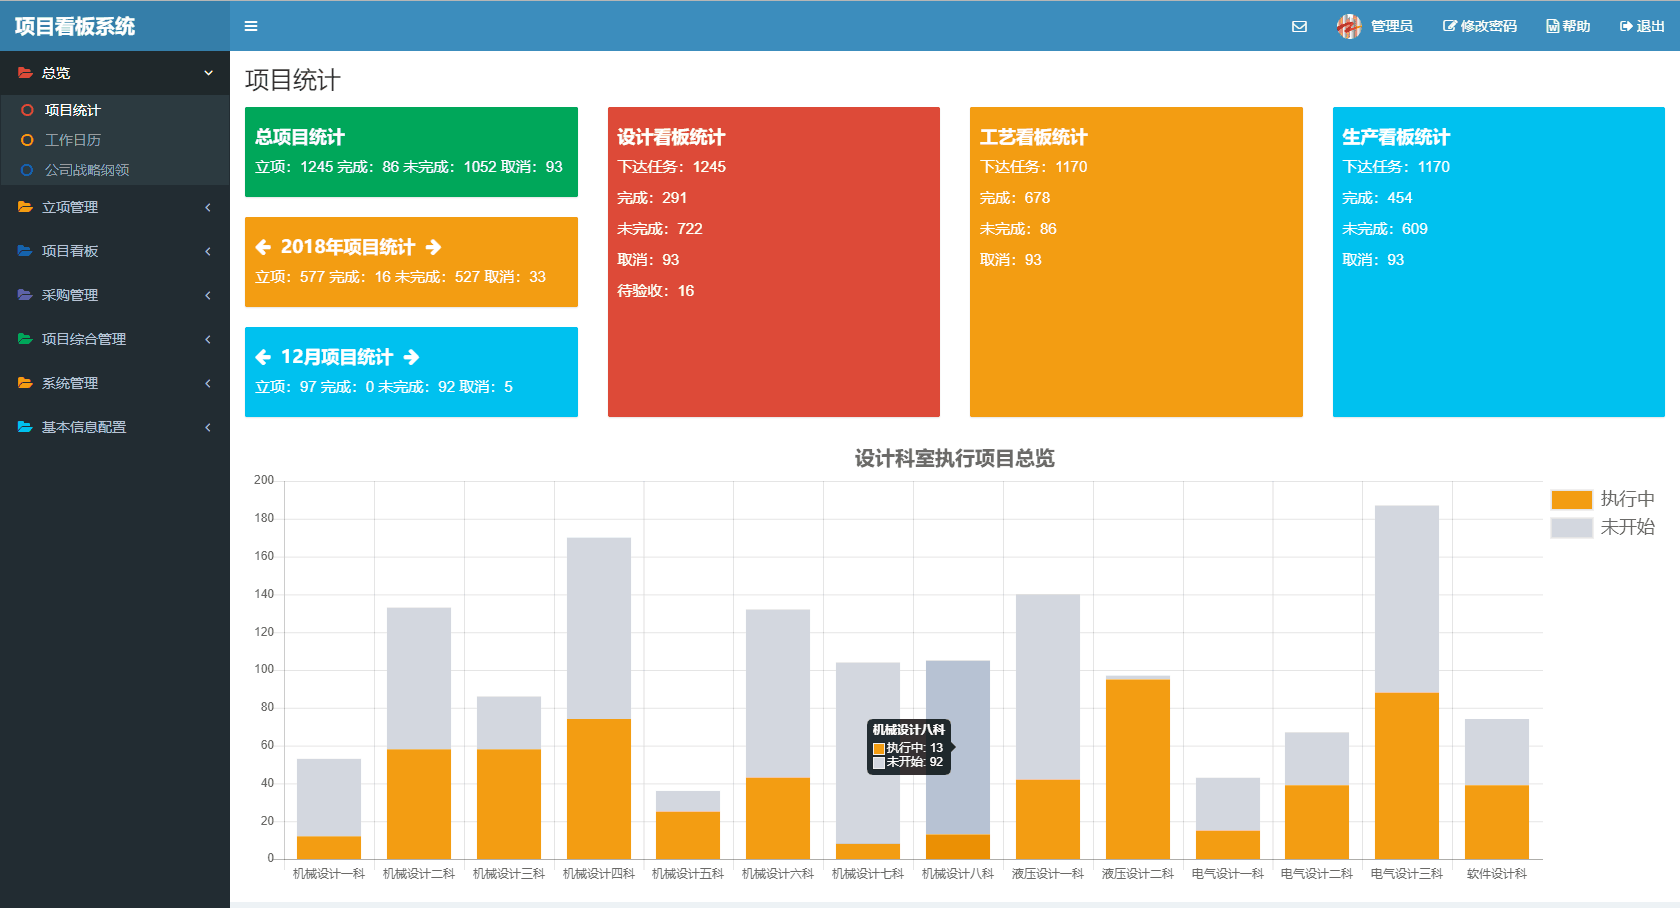 项目看板系统
管理员
修改密码
帮助
退出
总览
项目统计
工作日历
公司战略纲领
立项管理
项目看板
采购管理
项目综合管理
系统管理
基本信息配置
项目统计
总项目统计
立项：1245 完成：86 未完成：1052 取消：93
2018年项目统计
立项：577 完成：16 未完成：527 取消：33
12月项目统计
立项：97 完成：0 未完成：92 取消：5
设计看板统计
下达任务：1245
完成：291
未完成：722
取消：93
待验收：16
工艺看板统计
下达任务：1170
完成：678
未完成：86
取消：93
生产看板统计
下达任务：1170
完成：454
未完成：609
取消：93
设计科室执行项目总览
执行中
未开始
200
180
160
140
120
100
80
60
40
20
0
机械设计八科
执行中: 13
未开始: 92
机械设计一科 机械设计二科 机械设计三科 机械设计四科 机械设计五科 机械设计六科 机械设计七科 机械设计八科 液压设计一科 液压设计二科 电气设计一科 电气设计二科 电气设计三科 软件设计科